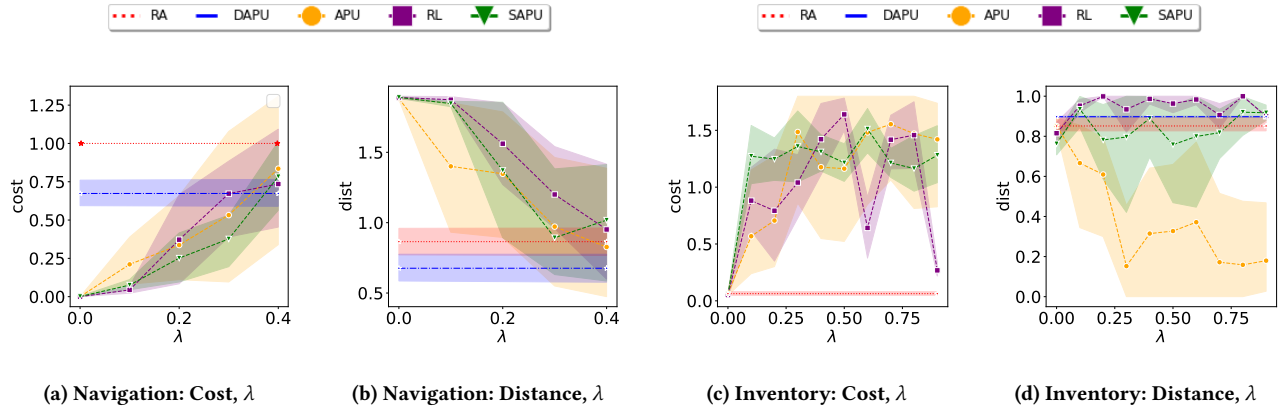 RA DAPU APU RL SAPU
RA DAPU APU RL SAPU
1.25
1.00
0.75
0.50
0.25
0.00
cost
0.0 0.2 0.4
λ
1.5
1.0
0.5
dist
0.0 0.2 0.4
λ
1.5
1.0
0.5
0.0
cost
0.00 0.25 0.50 0.75
λ
1.0
0.8
0.6
0.4
0.2
0.0
dist
0.00 0.25 0.50 0.75
λ
(a) Navigation: Cost, λ
(b) Navigation: Distance, λ
(c) Inventory: Cost, λ
(d) Inventory: Distance, λ